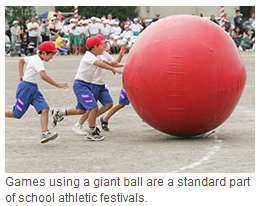 Games using a giant ball are a standard part
of school athletic festivals.